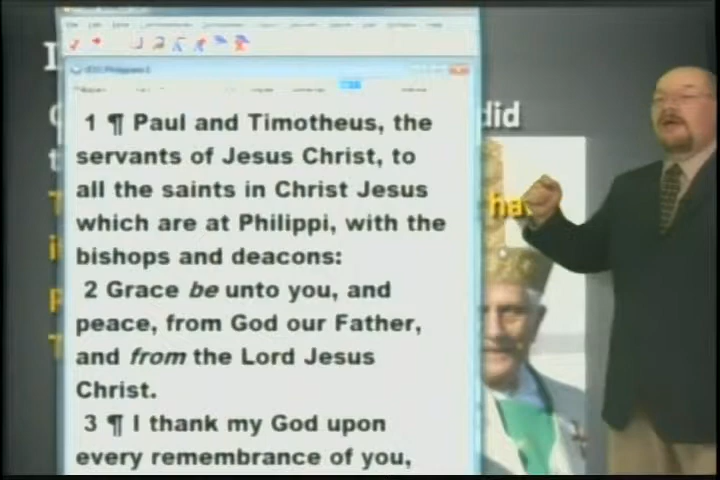 did
1 ¶ Paul and Timotheus, the
servants of Jesus Christ, to
all the saints in Christ Jesus
which are at Philippi, with the
bishops and deacons:
2 Grace be unto you, and
peace, from God our Father,
and from the Lord Jesus
Christ.
3 ¶ I thank my God upon
every remembrance of you,